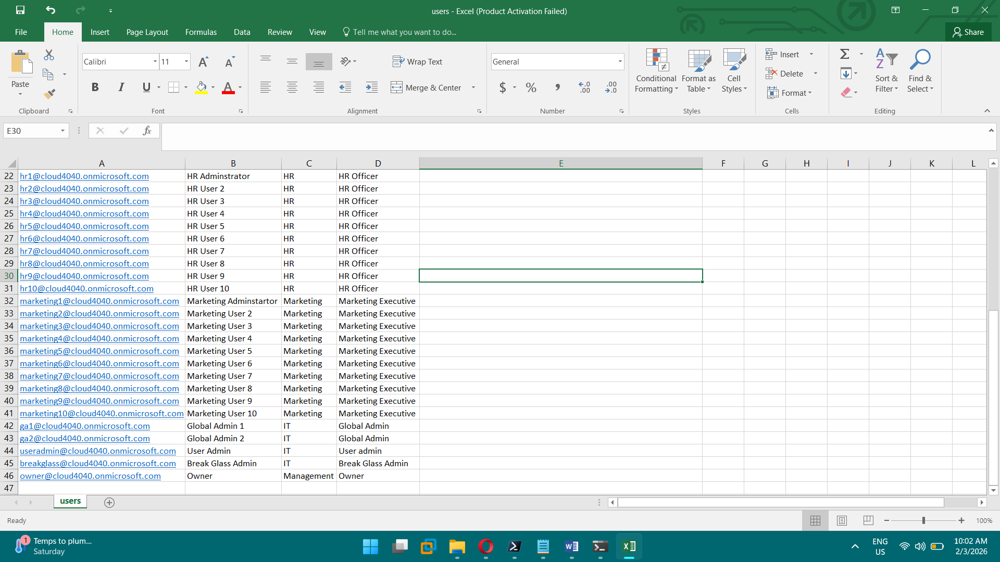 users - Excel (Product Activation Failed)
File Home Insert Page Layout Formulas Data Review View Tell me what you want to do... Share
Paste
Clipboard
Calibri 11
B I U
Font
Wrap Text
Merge & Center
Alignment
General
$ % , .00 .00
Number
Conditional Formatting
Format as Table
Cell Styles
Styles
Insert
Delete
Format
Cells
Sort & Filter
Find & Select
Editing
E30 fx
A B C D E F G H I J K L
22 hr1@cloud4040.onmicrosoft.com HR Adminstrator HR HR Officer
23 hr2@cloud4040.onmicrosoft.com HR User 2 HR HR Officer
24 hr3@cloud4040.onmicrosoft.com HR User 3 HR HR Officer
25 hr4@cloud4040.onmicrosoft.com HR User 4 HR HR Officer
26 hr5@cloud4040.onmicrosoft.com HR User 5 HR HR Officer
27 hr6@cloud4040.onmicrosoft.com HR User 6 HR HR Officer
28 hr7@cloud4040.onmicrosoft.com HR User 7 HR HR Officer
29 hr8@cloud4040.onmicrosoft.com HR User 8 HR HR Officer
30 hr9@cloud4040.onmicrosoft.com HR User 9 HR HR Officer
31 hr10@cloud4040.onmicrosoft.com HR User 10 HR HR Officer
32 marketing1@cloud4040.onmicrosoft.com Marketing Adminstartor Marketing Marketing Executive
33 marketing2@cloud4040.onmicrosoft.com Marketing User 2 Marketing Marketing Executive
34 marketing3@cloud4040.onmicrosoft.com Marketing User 3 Marketing Marketing Executive
35 marketing4@cloud4040.onmicrosoft.com Marketing User 4 Marketing Marketing Executive
36 marketing5@cloud4040.onmicrosoft.com Marketing User 5 Marketing Marketing Executive
37 marketing6@cloud4040.onmicrosoft.com Marketing User 6 Marketing Marketing Executive
38 marketing7@cloud4040.onmicrosoft.com Marketing User 7 Marketing Marketing Executive
39 marketing8@cloud4040.onmicrosoft.com Marketing User 8 Marketing Marketing Executive
40 marketing9@cloud4040.onmicrosoft.com Marketing User 9 Marketing Marketing Executive
41 marketing10@cloud4040.onmicrosoft.com Marketing User 10 Marketing Marketing Executive
42 ga1@cloud4040.onmicrosoft.com Global Admin 1 IT Global Admin
43 ga2@cloud4040.onmicrosoft.com Global Admin 2 IT Global Admin
44 useradmin@cloud4040.onmicrosoft.com User Admin IT User admin
45 breakglass@cloud4040.onmicrosoft.com Break Glass Admin IT Break Glass Admin
46 owner@cloud4040.onmicrosoft.com Owner Management Owner
47
users
Ready 100%
1 Temps to plum...
Saturday
ENG
US
10:02 AM
2/3/2026